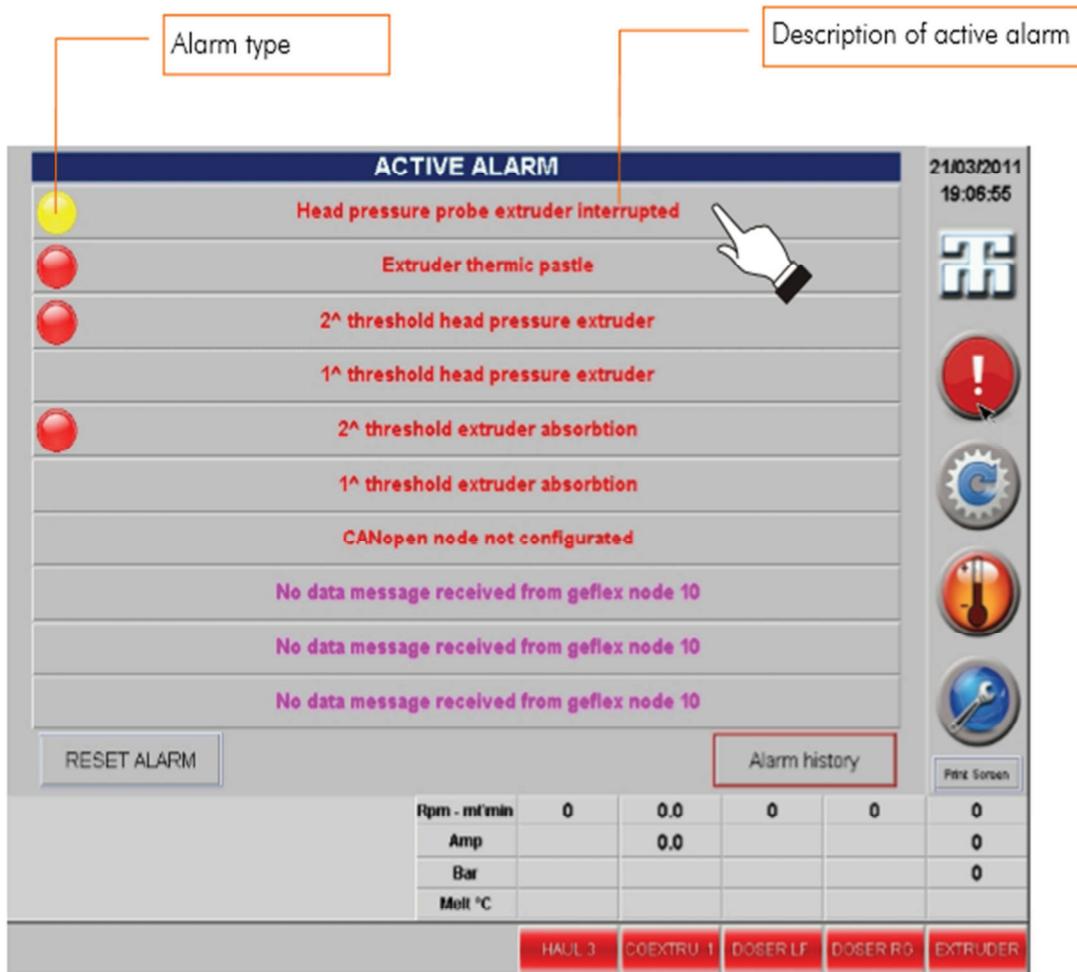 Alarm type
Description of active alarm
ACTIVE ALARM
21/03/2011
19:06:55
Head pressure probe extruder interrupted
Extruder thermic pastle
2^ threshold head pressure extruder
1^ threshold head pressure extruder
2^ threshold extruder absorbtion
1^ threshold extruder absorbtion
CANopen node not configurated
No data message received from geflex node 10
No data message received from geflex node 10
No data message received from geflex node 10
RESET ALARM
Alarm history
Print Screen
Rpm - mt'min 0 0.0 0 0 0
Amp 0.0 0
Bar 0
Melt °C
HAUL 3 COEXTRU 1 DOSER LF DOSER RG EXTRUDER